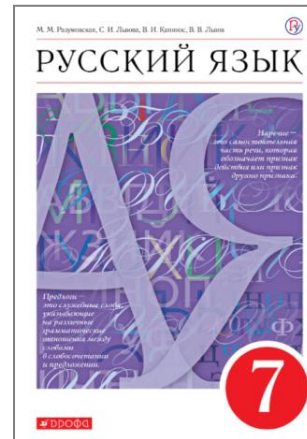 М. М. Разумовская, С. И. Львова, В. И. Капинос, В. В. Львов
РУССКИЙ ЯЗЫК
Наречие —
это самостоятельная
часть речи, которая
обозначает признак
действия или признак
другого признака.
Предлоги —
это служебные слова,
указывающие
на различные
грамматические
отношения между
словами
в словосочетании
и предложении.
7
дрофа